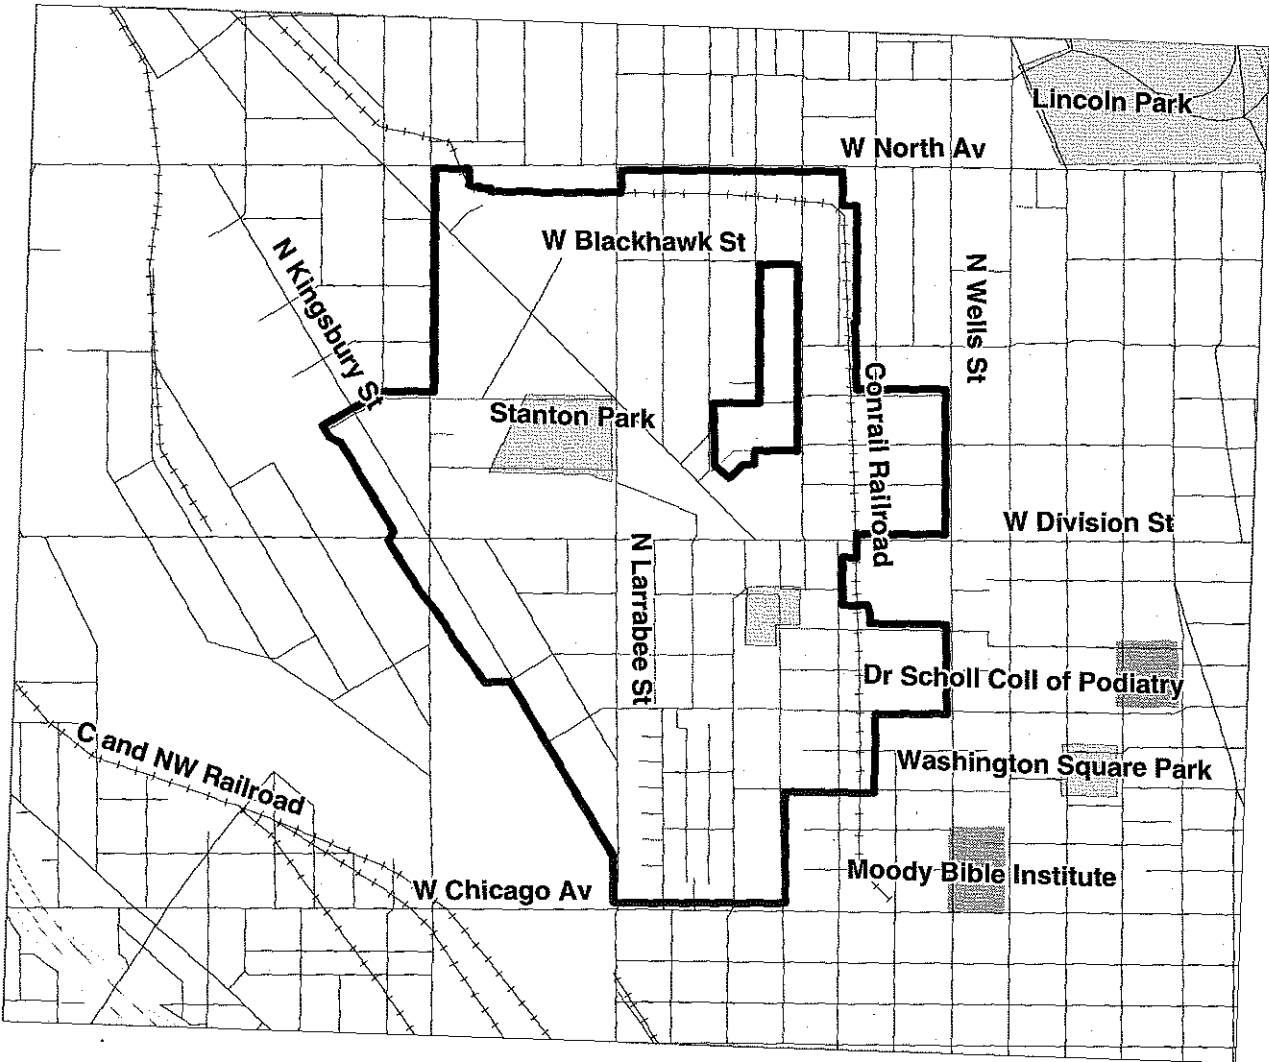 Lincoln Park
W North Av
W Blackhawk St
N Kingsbury St
N Wells St
Conrail Railroad
Stanton Park
W Division St
N Larrabee St
Dr Scholl Coll of Podiatry
C and NW Railroad
Washington Square Park
Moody Bible Institute
W Chicago Av